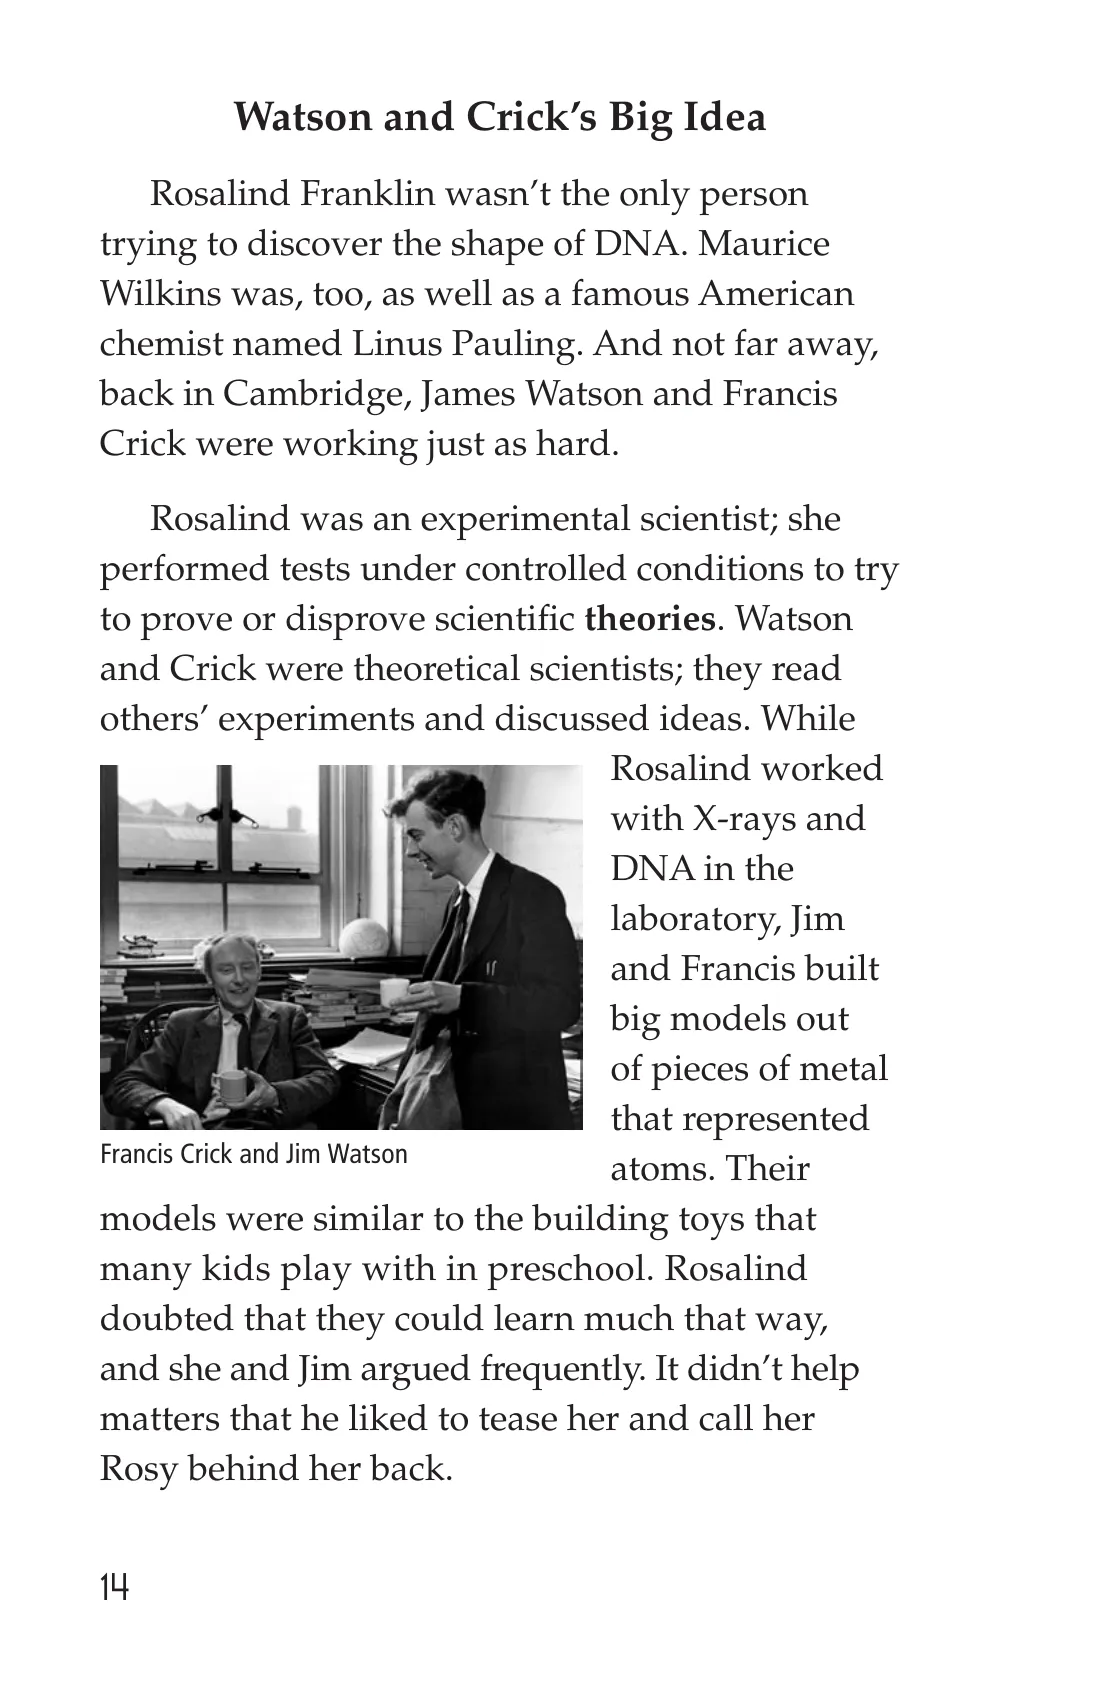 Watson and Crick’s Big Idea
Rosalind Franklin wasn’t the only person
trying to discover the shape of DNA. Maurice
Wilkins was, too, as well as a famous American
chemist named Linus Pauling. And not far away,
back in Cambridge, James Watson and Francis
Crick were working just as hard.
Rosalind was an experimental scientist; she
performed tests under controlled conditions to try
to prove or disprove scientific theories. Watson
and Crick were theoretical scientists; they read
others’ experiments and discussed ideas. While
Rosalind worked
with X-rays and
DNA in the
laboratory, Jim
and Francis built
big models out
of pieces of metal
that represented
atoms. Their
Francis Crick and Jim Watson
models were similar to the building toys that
many kids play with in preschool. Rosalind
doubted that they could learn much that way,
and she and Jim argued frequently. It didn’t help
matters that he liked to tease her and call her
Rosy behind her back.
14